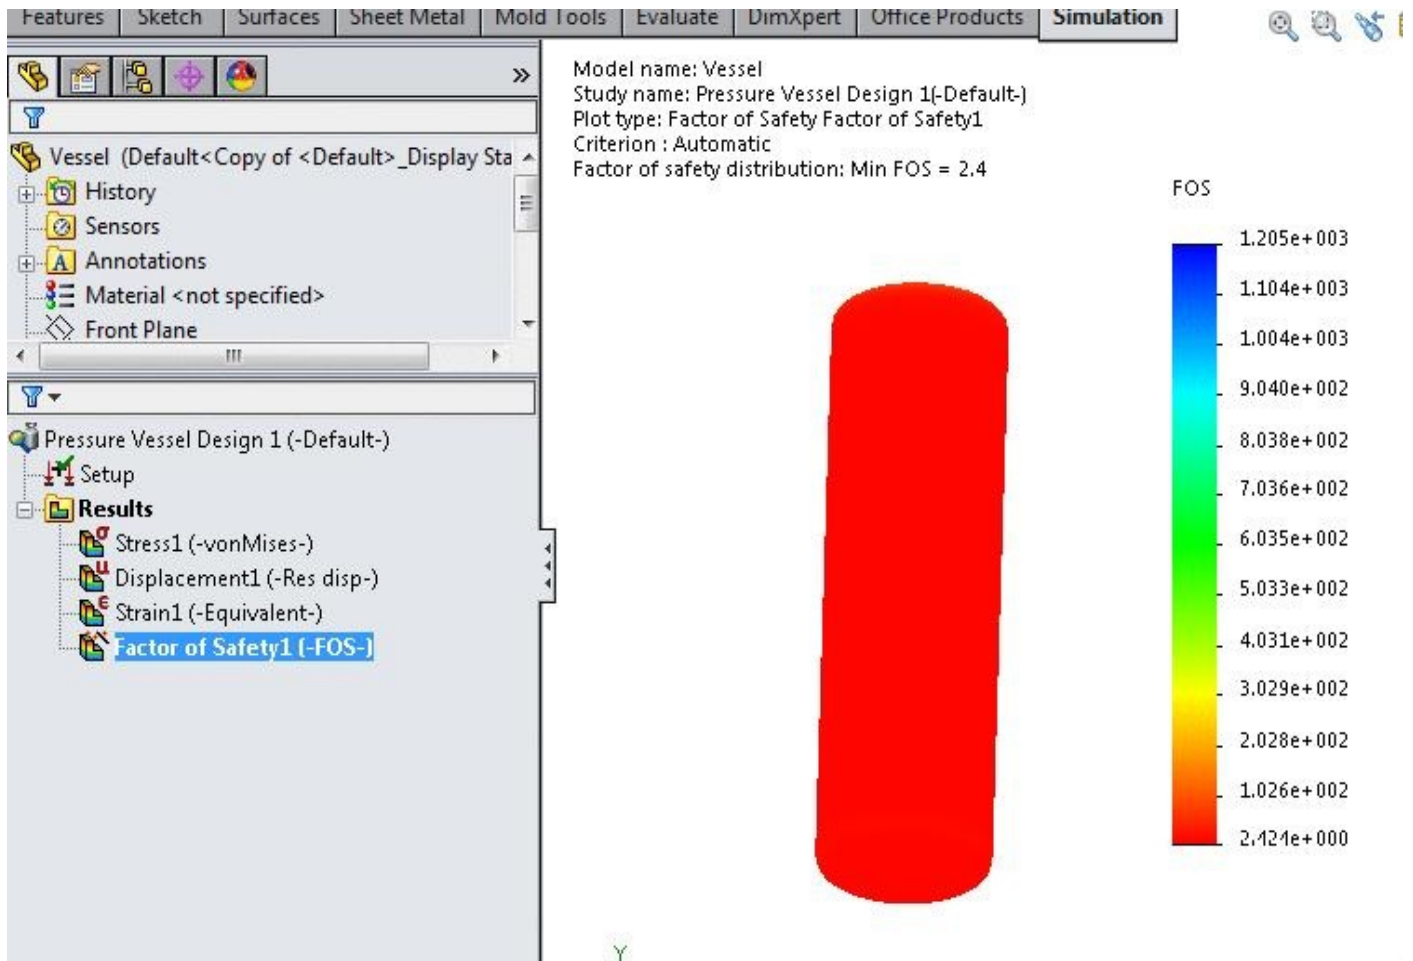 Features Sketch Surfaces Sheet Metal Mold Tools Evaluate DimXpert Office Products Simulation
Vessel (Default<Copy of <Default>_Display Sta
History
Sensors
A Annotations
Material <not specified>
Front Plane
Pressure Vessel Design 1 (-Default-)
Setup
Results
Stress1 (-vonMises-)
Displacement1 (-Res disp-)
Strain1 (-Equivalent-)
Factor of Safety1 (-FOS-)
Model name: Vessel
Study name: Pressure Vessel Design 1(-Default-)
Plot type: Factor of Safety Factor of Safety1
Criterion : Automatic
Factor of safety distribution: Min FOS = 2.4
FOS
1.205e+003
1.104e+003
1.004e+003
9.040e+002
8.038e+002
7.036e+002
6.035e+002
5.033e+002
4.031e+002
3.029e+002
2.028e+002
1.026e+002
2.424e+000
Y